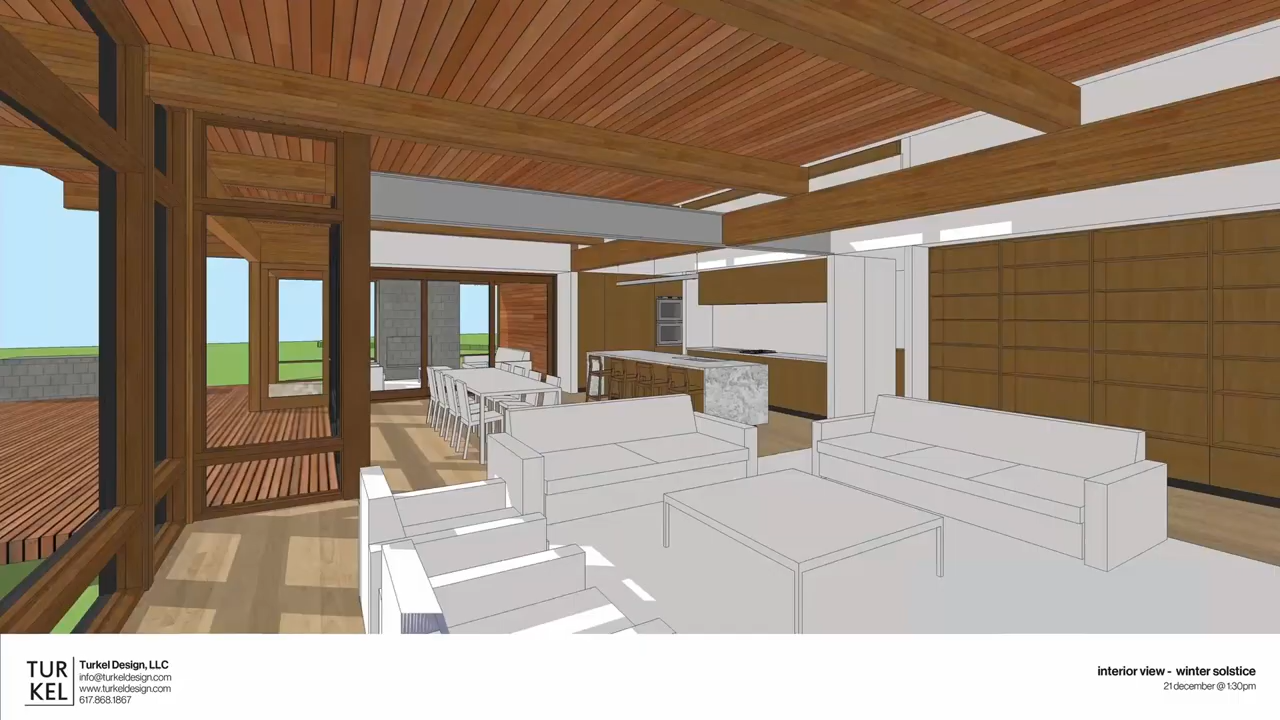 TUR
KEL
Turkel Design, LLC
info@turkeldesign.com
www.turkeldesign.com
617.868.1867
interior view - winter solstice
21 december @ 1:30pm